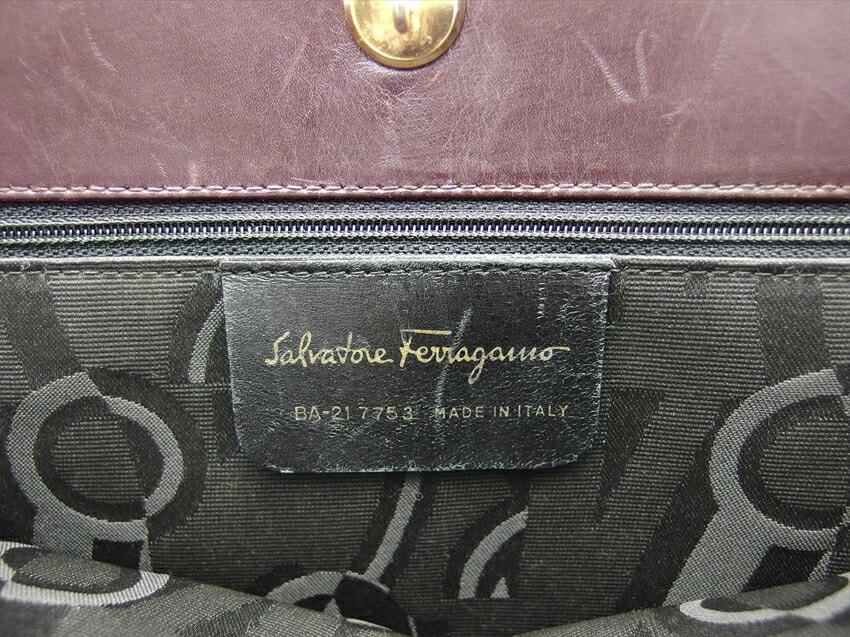 Salvatore Ferragamo
BA-21 7753 MADE IN ITALY